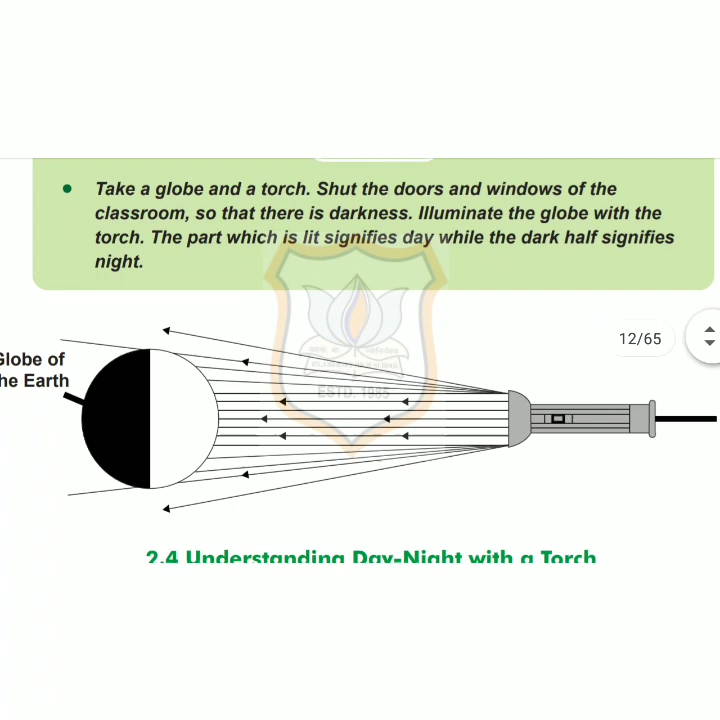 Take a globe and a torch. Shut the doors and windows of the
classroom, so that there is darkness. Illuminate the globe with the
torch. The part which is lit signifies day while the dark half signifies
night.
12/65
Globe of
the Earth
ESTD. 1985
2.4 Understanding Day-Night with a Torch